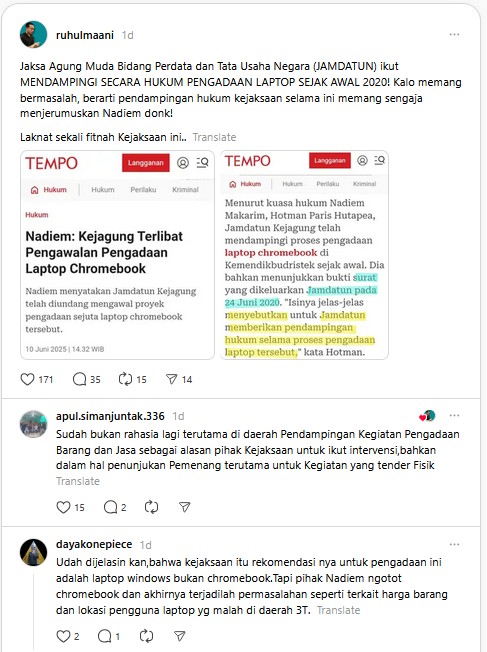 ruhulmaani 1d
Jaksa Agung Muda Bidang Perdata dan Tata Usaha Negara (JAMDATUN) ikut
MENDAMPINGI SECARA HUKUM PENGADAAN LAPTOP SEJAK AWAL 2020! Kalo memang
bermasalah, berarti pendampingan hukum kejaksaan selama ini memang sengaja
menjerumuskan Nadiem donk!
Laknat sekali fitnah Kejaksaan ini.. Translate
TEMPO Langganan
Hukum Hukum Perilaku Kriminal
Hukum
Nadiem: Kejagung Terlibat
Pengawalan Pengadaan
Laptop Chromebook
Nadiem menyatakan Jamdatun Kejagung
telah diundang mengawal proyek
pengadaan sejuta laptop chromebook
tersebut.
10 Juni 2025 | 14.32 WIB
TEMPO Langganan
Hukum Hukum Perilaku Kriminal
Menurut kuasa hukum Nadiem
Makarim, Hotman Paris Hutapea,
Jamdatun Kejagung telah
mendampingi proses pengadaan
laptop chromebook di
Kemendikbudristek sejak awal. Dia
bahkan menunjukkan bukti surat
yang dikeluarkan Jamdatun pada
24 Juni 2020. "Isinya jelas-jelas
menyebutkan untuk Jamdatun
memberikan pendampingan
hukum selama proses pengadaan
laptop tersebut," kata Hotman.
171 35 15 14
apul.simanjuntak.336 1d
Sudah bukan rahasia lagi terutama di daerah Pendampingan Kegiatan Pengadaan
Barang dan Jasa sebagai alasan pihak Kejaksaan untuk ikut intervensi,bahkan
dalam hal penunjukan Pemenang terutama untuk Kegiatan yang tender Fisik
Translate
15 2
dayakonepiece 1d
Udah dijelasin kan,bahwa kejaksaan itu rekomendasi nya untuk pengadaan ini
adalah laptop windows bukan chromebook.Tapi pihak Nadiem ngotot
chromebook dan akhirnya terjadilah permasalahan seperti terkait harga barang
dan lokasi pengguna laptop yg malah di daerah 3T. Translate
2 1